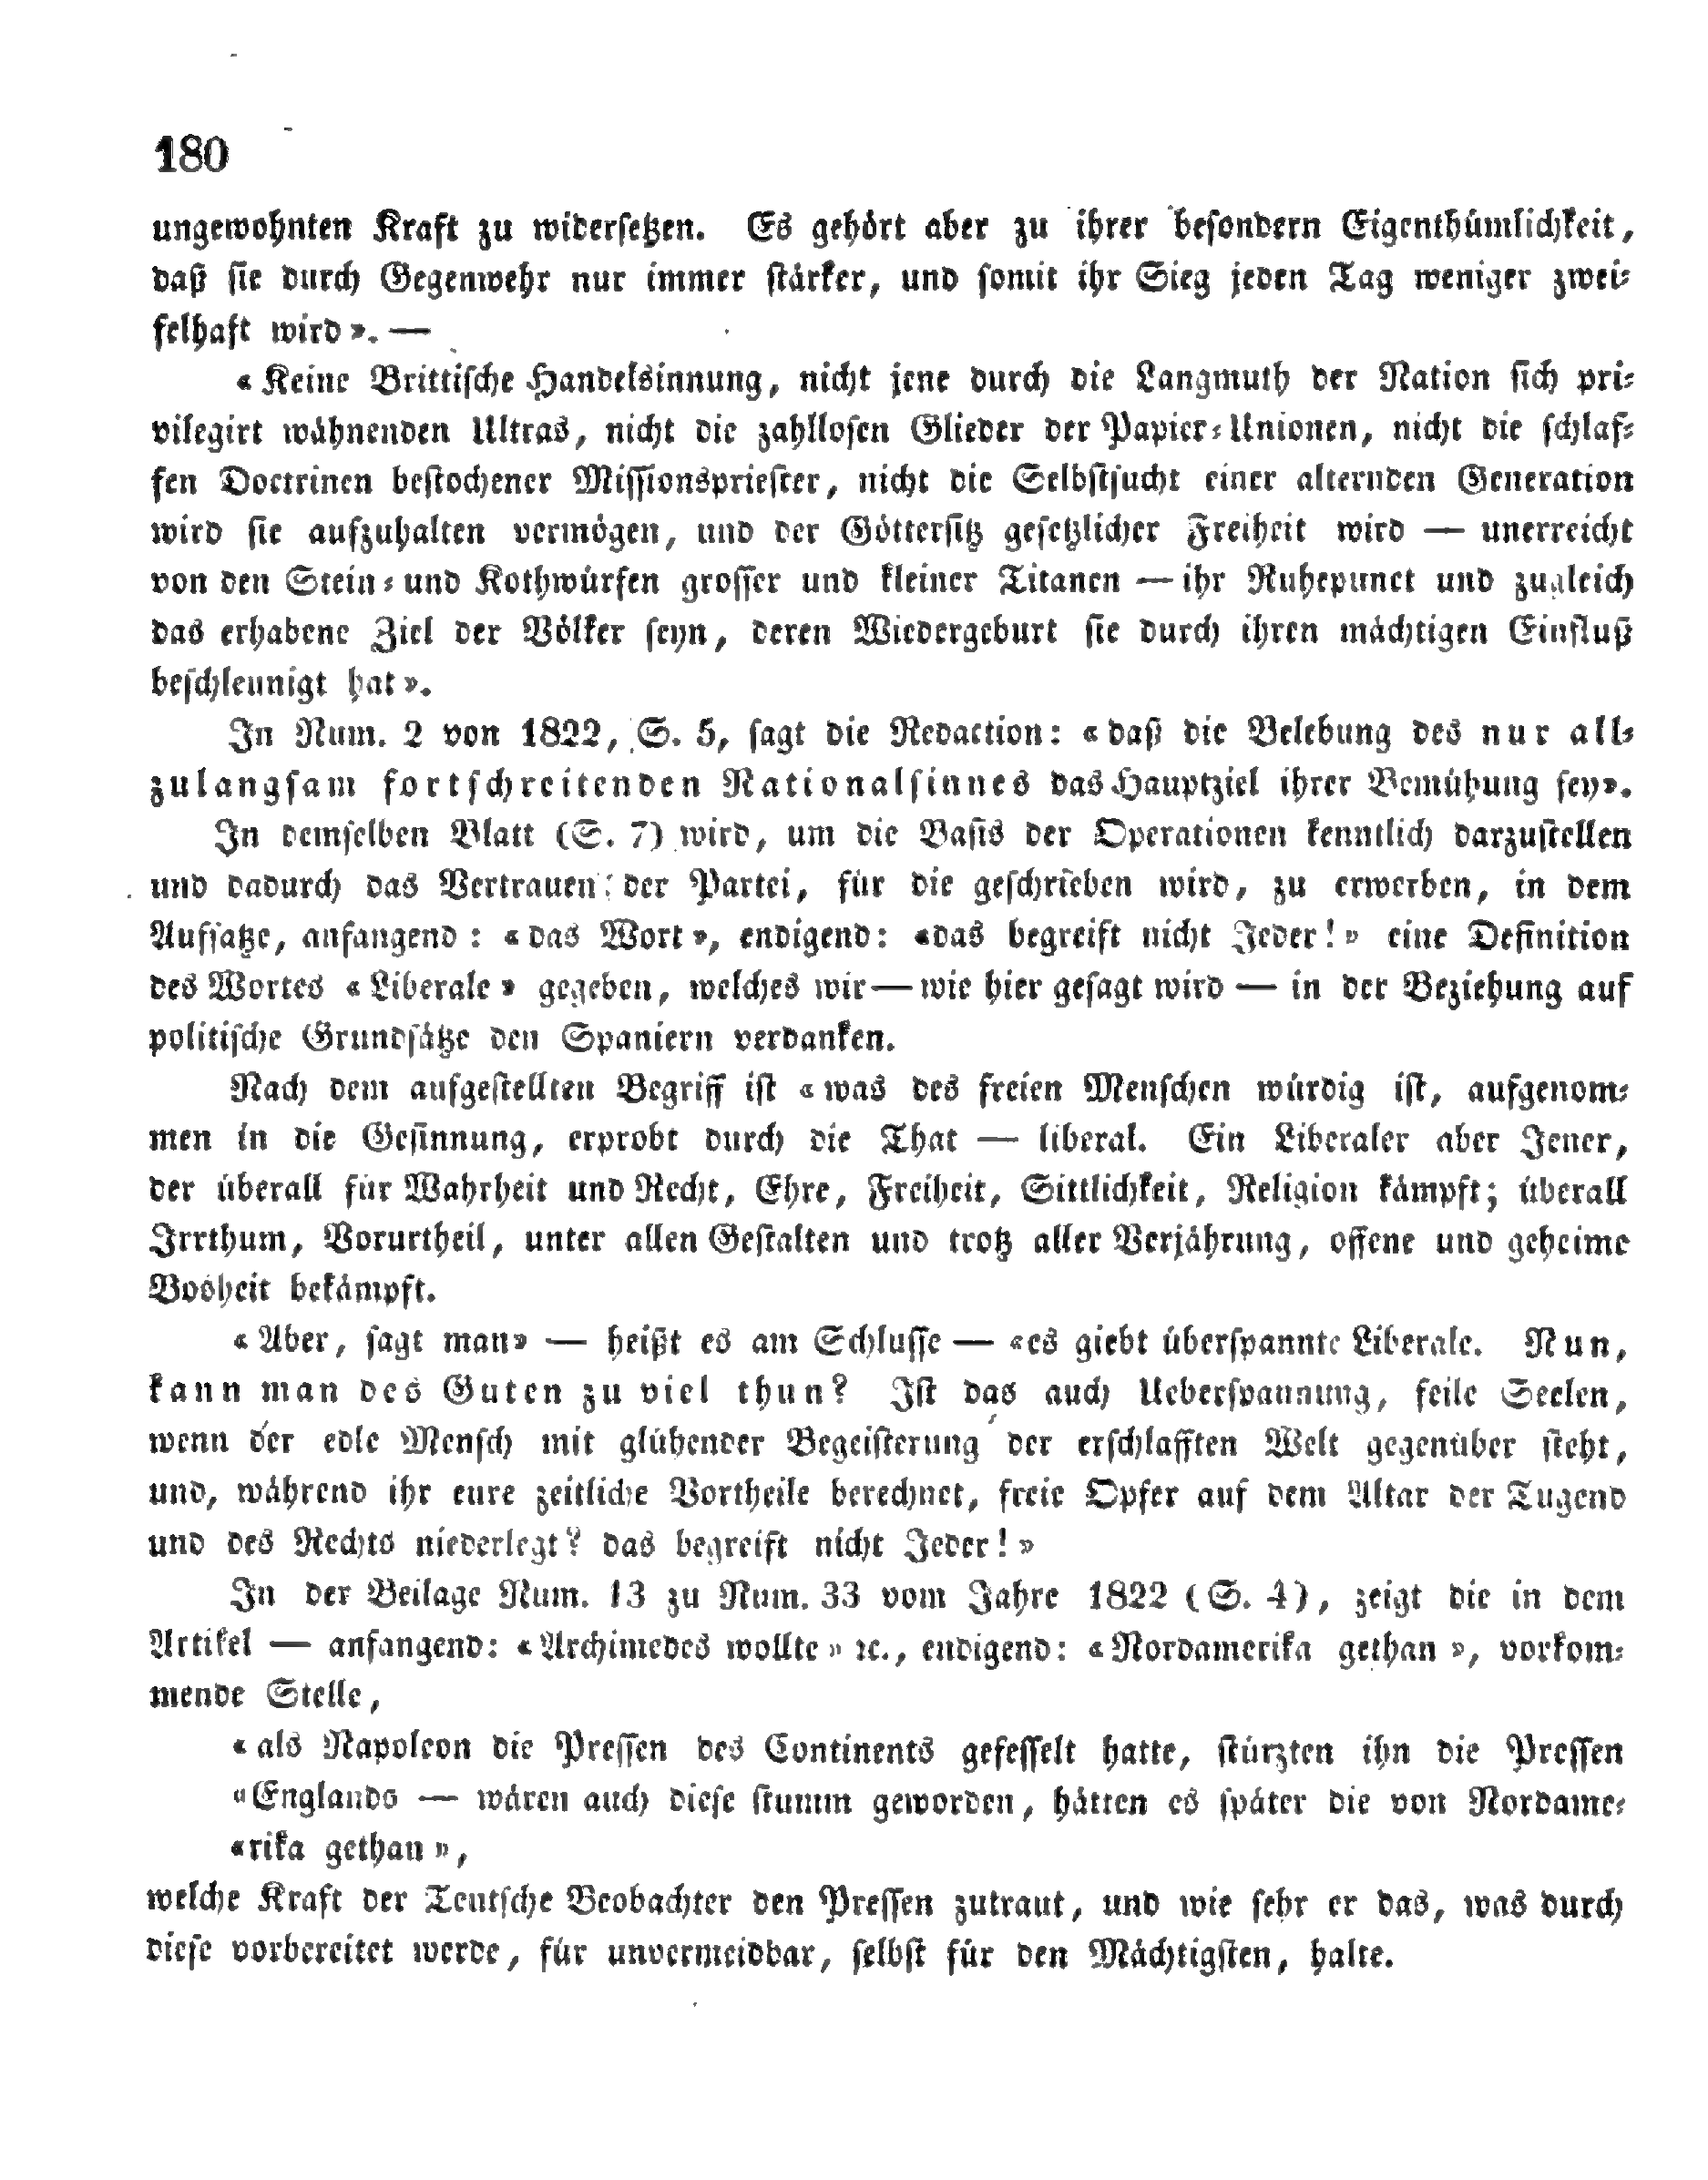 180
ungewohnten Kraft zu widersetzen. Es gehört aber zu ihrer besondern Eigenthümlichkeit,
daß sie durch Gegenwehr nur immer stärker, und somit ihr Sieg jeden Tag weniger zwei-
felhaft wird». —
« Keine Brittische Handelsinnung, nicht jene durch die Langmuth der Nation sich pri-
vilegirt wähnenden Ultras, nicht die zahllosen Glieder der Papier-Unionen, nicht die schlaf-
fen Doctrinen bestochener Missionspriester, nicht die Selbstsucht einer alternden Generation
wird sie aufzuhalten vermögen, und der Göttersitz gesetzlicher Freiheit wird — unerreicht
von den Stein- und Kothwürfen grosser und kleiner Titanen — ihr Ruhepunct und zugleich
das erhabene Ziel der Völker seyn, deren Wiedergeburt sie durch ihren mächtigen Einfluß
beschleunigt hat».
In Num. 2 von 1822, S. 5, sagt die Redaction: «daß die Belebung des nur all-
zulangsam fortschreitenden Nationalsinnes das Hauptziel ihrer Bemühung sey».
In demselben Blatt (S. 7) wird, um die Basis der Operationen kenntlich darzustellen
und dadurch das Vertrauen der Partei, für die geschrieben wird, zu erwerben, in dem
Aufsatze, anfangend: «das Wort», endigend: «das begreift nicht Jeder!» eine Definition
des Wortes «Liberale» gegeben, welches wir — wie hier gesagt wird — in der Beziehung auf
politische Grundsätze den Spaniern verdanken.
Nach dem aufgestellten Begriff ist «was des freien Menschen würdig ist, aufgenom-
men in die Gesinnung, erprobt durch die That — liberal. Ein Liberaler aber Jener,
der überall für Wahrheit und Recht, Ehre, Freiheit, Sittlichkeit, Religion kämpft; überall
Irrthum, Vorurtheil, unter allen Gestalten und trotz aller Verjährung, offene und geheime
Bosheit bekämpft.
«Aber, sagt man» — heißt es am Schlusse — «es giebt überspannte Liberale. Nun,
kann man des Guten zu viel thun? Ist das auch Ueberspannung, feile Seelen,
wenn der edle Mensch mit glühender Begeisterung der erschlafften Welt gegenüber steht,
und, während ihr eure zeitliche Vortheile berechnet, freie Opfer auf dem Altar der Tugend
und des Rechts niederlegt? das begreift nicht Jeder!»
In der Beilage Num. 13 zu Num. 33 vom Jahre 1822 (S. 4), zeigt die in dem
Artikel — anfangend: «Archimedes wollte» ꝛc., endigend: «Nordamerika gethan», vorkom-
mende Stelle,
«als Napoleon die Pressen des Continents gefesselt hatte, stürzten ihn die Pressen
«Englands — wären auch diese stumm geworden, hätten es später die von Nordame-
«rika gethan»,
welche Kraft der Teutsche Beobachter den Pressen zutraut, und wie sehr er das, was durch
diese vorbereitet werde, für unvermeidbar, selbst für den Mächtigsten, halte.